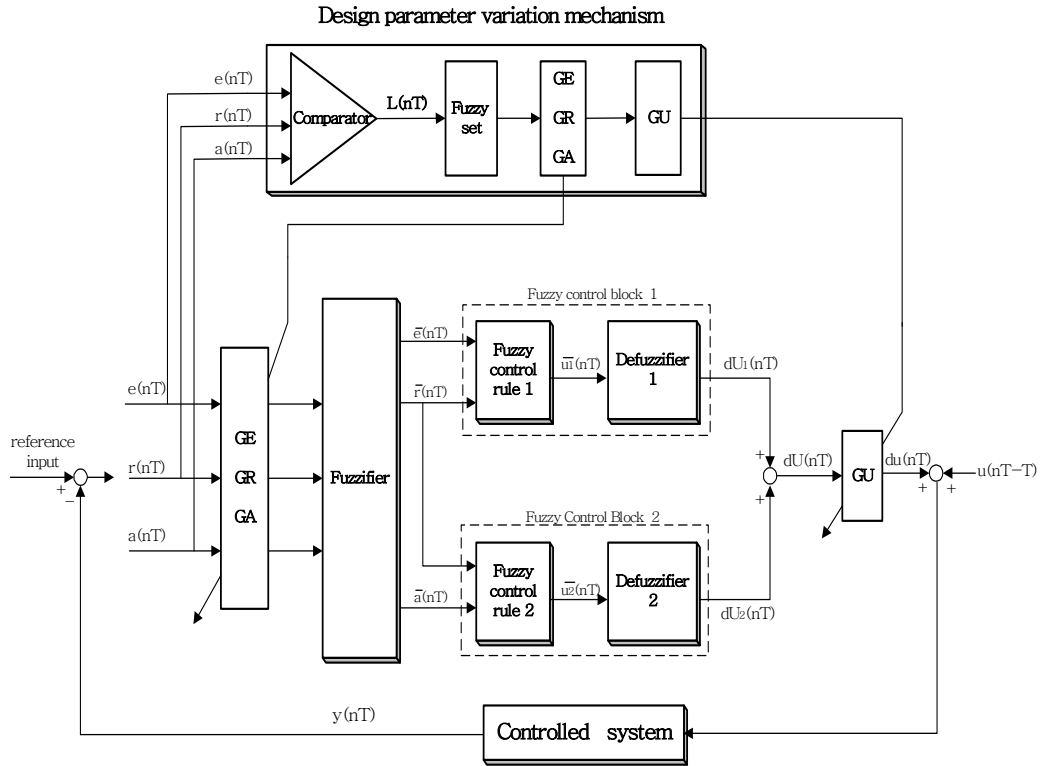 Design parameter variation mechanism
e(nT)
r(nT)
a(nT)
Comparator
L(nT)
Fuzzy
set
GE
GR
GA
GU
Fuzzy control block 1
e̅(nT)
r̅(nT)
Fuzzy
control
rule 1
u̅1(nT)
Defuzzifier
1
dU1(nT)
e(nT)
reference
input
+
−
r(nT)
a(nT)
GE
GR
GA
Fuzzifier
+
+
dU(nT)
GU
du(nT)
+
+
u(nT−T)
Fuzzy Control Block 2
a̅(nT)
Fuzzy
control
rule 2
u̅2(nT)
Defuzzifier
2
dU2(nT)
y(nT)
Controlled system